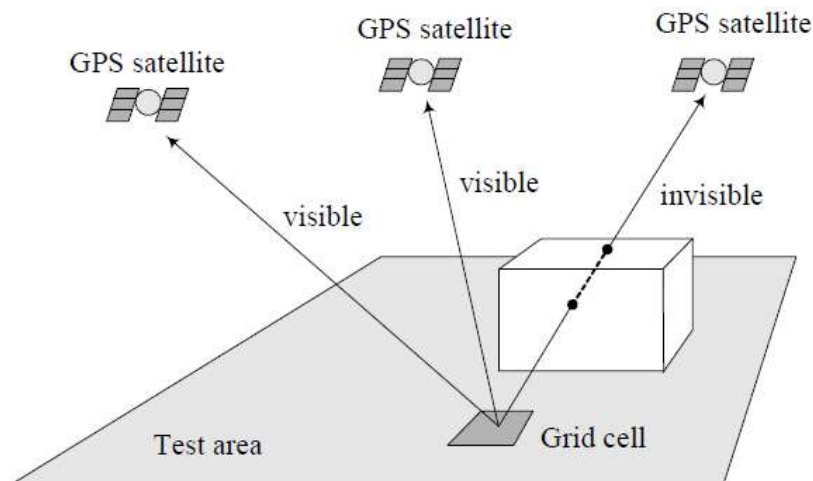 GPS satellite
GPS satellite
GPS satellite
visible
visible
invisible
Test area
Grid cell